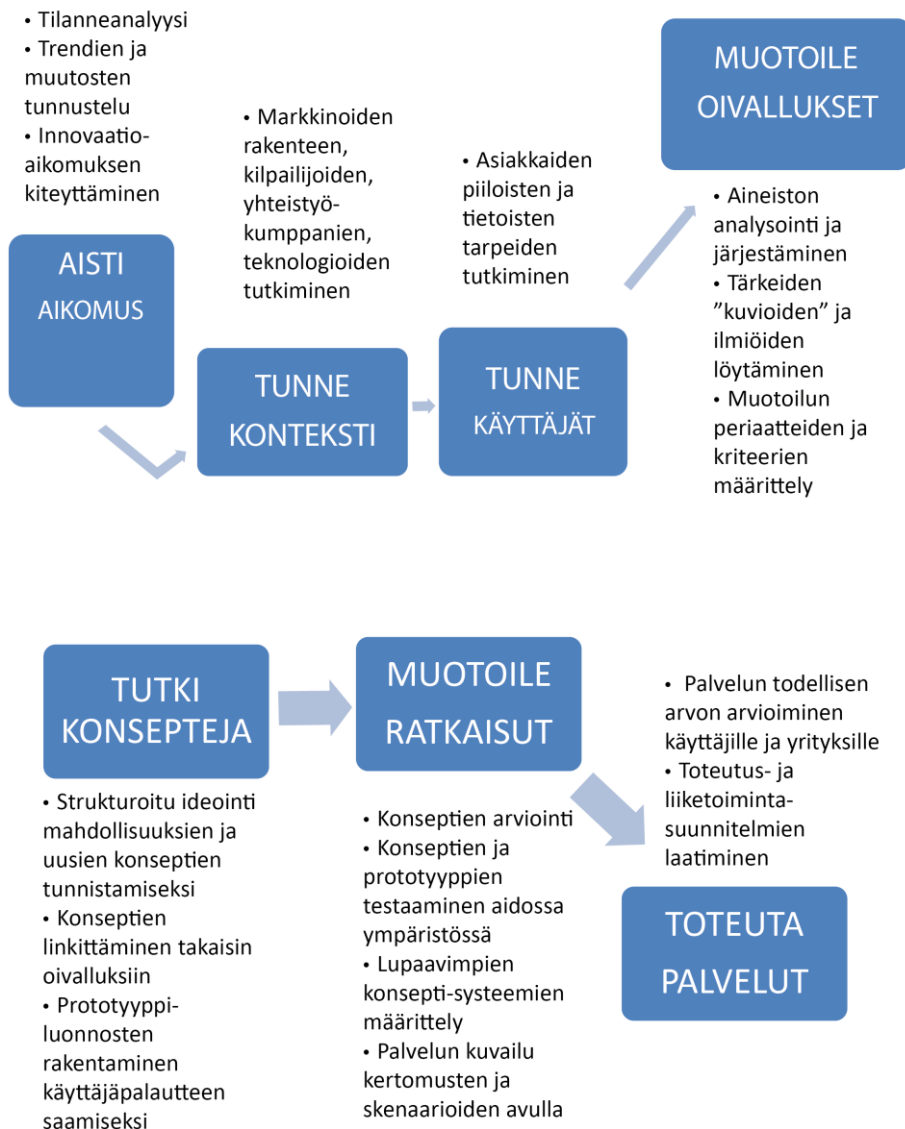 • Tilanneanalyysi
• Trendien ja
muutosten
tunnustelu
• Innovaatio-
aikomuksen
kiteyttäminen
AISTI
AIKOMUS
• Markkinoiden
rakenteen,
kilpailijoiden,
yhteistyö-
kumppanien,
teknologioiden
tutkiminen
TUNNE
KONTEKSTI
• Asiakkaiden
piiloisten ja
tietoisten
tarpeiden
tutkiminen
TUNNE
KÄYTTÄJÄT
MUOTOILE
OIVALLUKSET
• Aineiston
analysointi ja
järjestäminen
• Tärkeiden
”kuvioiden” ja
ilmiöiden
löytäminen
• Muotoilun
periaatteiden ja
kriteerien
määrittely
TUTKI
KONSEPTEJA
• Strukturoitu ideointi
mahdollisuuksien ja
uusien konseptien
tunnistamiseksi
• Konseptien
linkittäminen takaisin
oivalluksiin
• Prototyyppi-
luonnosten
rakentaminen
käyttäjäpalautteen
saamiseksi
MUOTOILE
RATKAISUT
• Konseptien arviointi
• Konseptien ja
prototyyppien
testaaminen aidossa
ympäristössä
• Lupaavimpien
konsepti-systeemien
määrittely
• Palvelun kuvailu
kertomusten ja
skenaarioiden avulla
• Palvelun todellisen
arvon arvioiminen
käyttäjille ja yrityksille
• Toteutus- ja
liiketoiminta-
suunnitelmien
laatiminen
TOTEUTA
PALVELUT